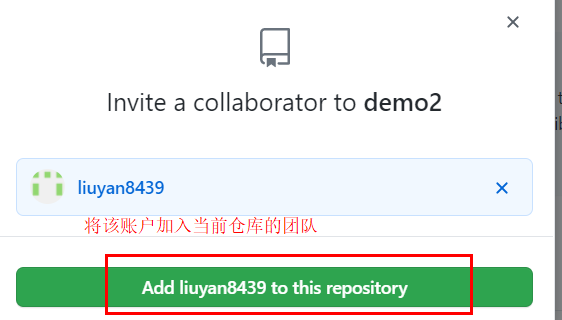 Invite a collaborator to demo2
liuyan8439
将该账户加入当前仓库的团队
Add liuyan8439 to this repository